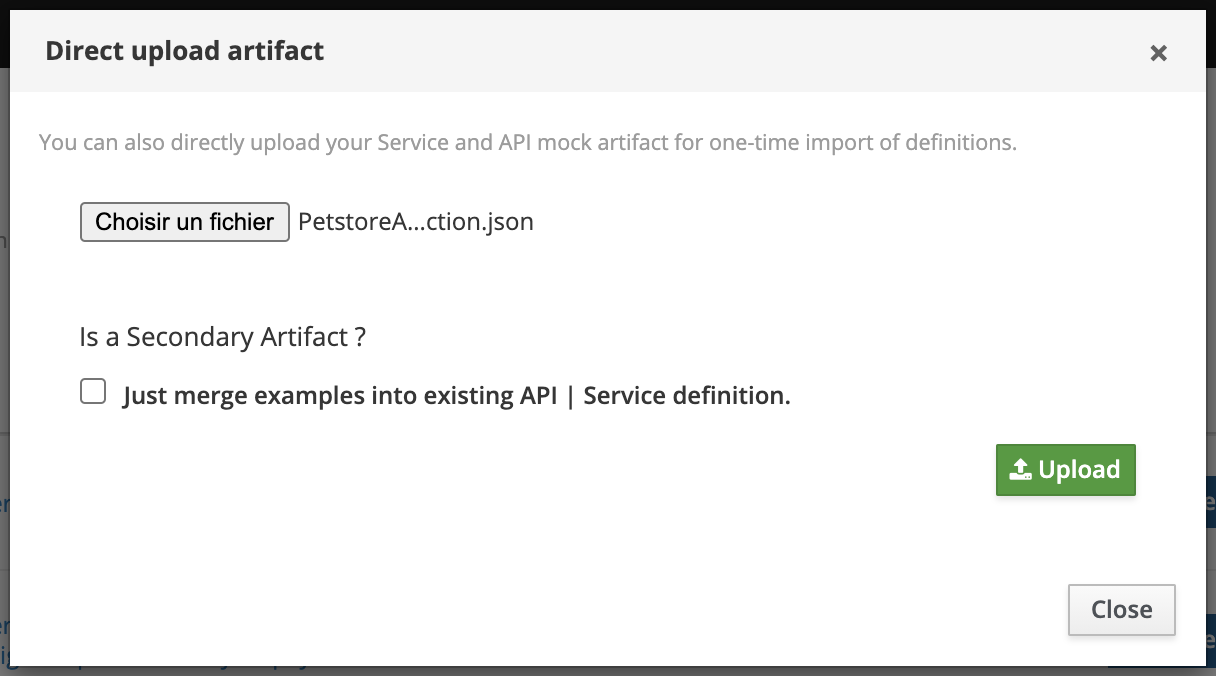 Direct upload artifact
×
You can also directly upload your Service and API mock artifact for one-time import of definitions.
Choisir un fichier PetstoreA...ction.json
Is a Secondary Artifact ?
Just merge examples into existing API | Service definition.
Upload
Close